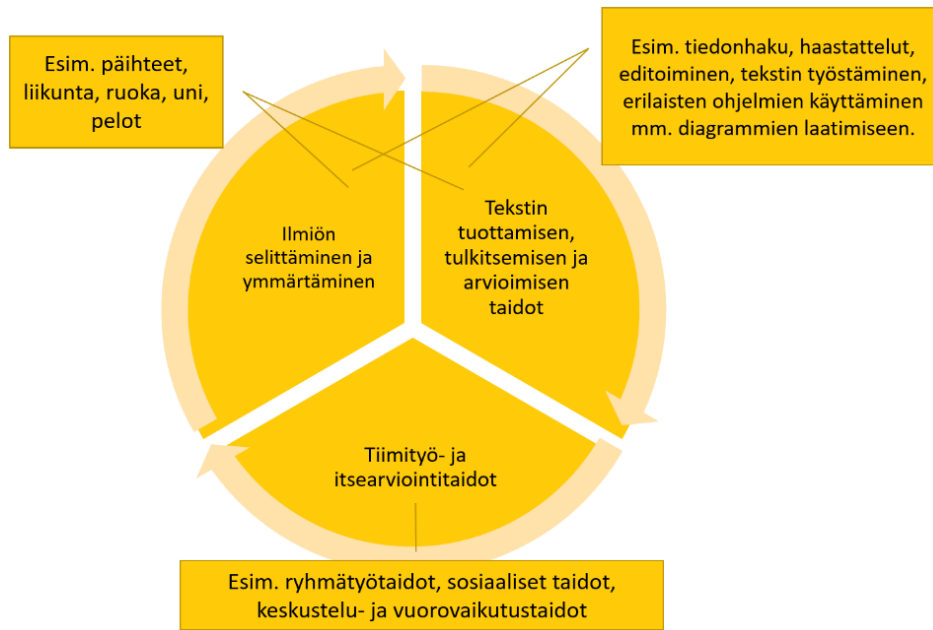 Esim. päihteet,
liikunta, ruoka, uni,
pelot
Esim. tiedonhaku, haastattelut,
editoiminen, tekstin työstäminen,
erilaisten ohjelmien käyttäminen
mm. diagrammien laatimiseen.
Ilmiön
selittäminen ja
ymmärtäminen
Tekstin
tuottamisen,
tulkitsemisen ja
arvioimisen
taidot
Tiimityö- ja
itsearviointitaidot
Esim. ryhmätyötaidot, sosiaaliset taidot,
keskustelu- ja vuorovaikutustaidot